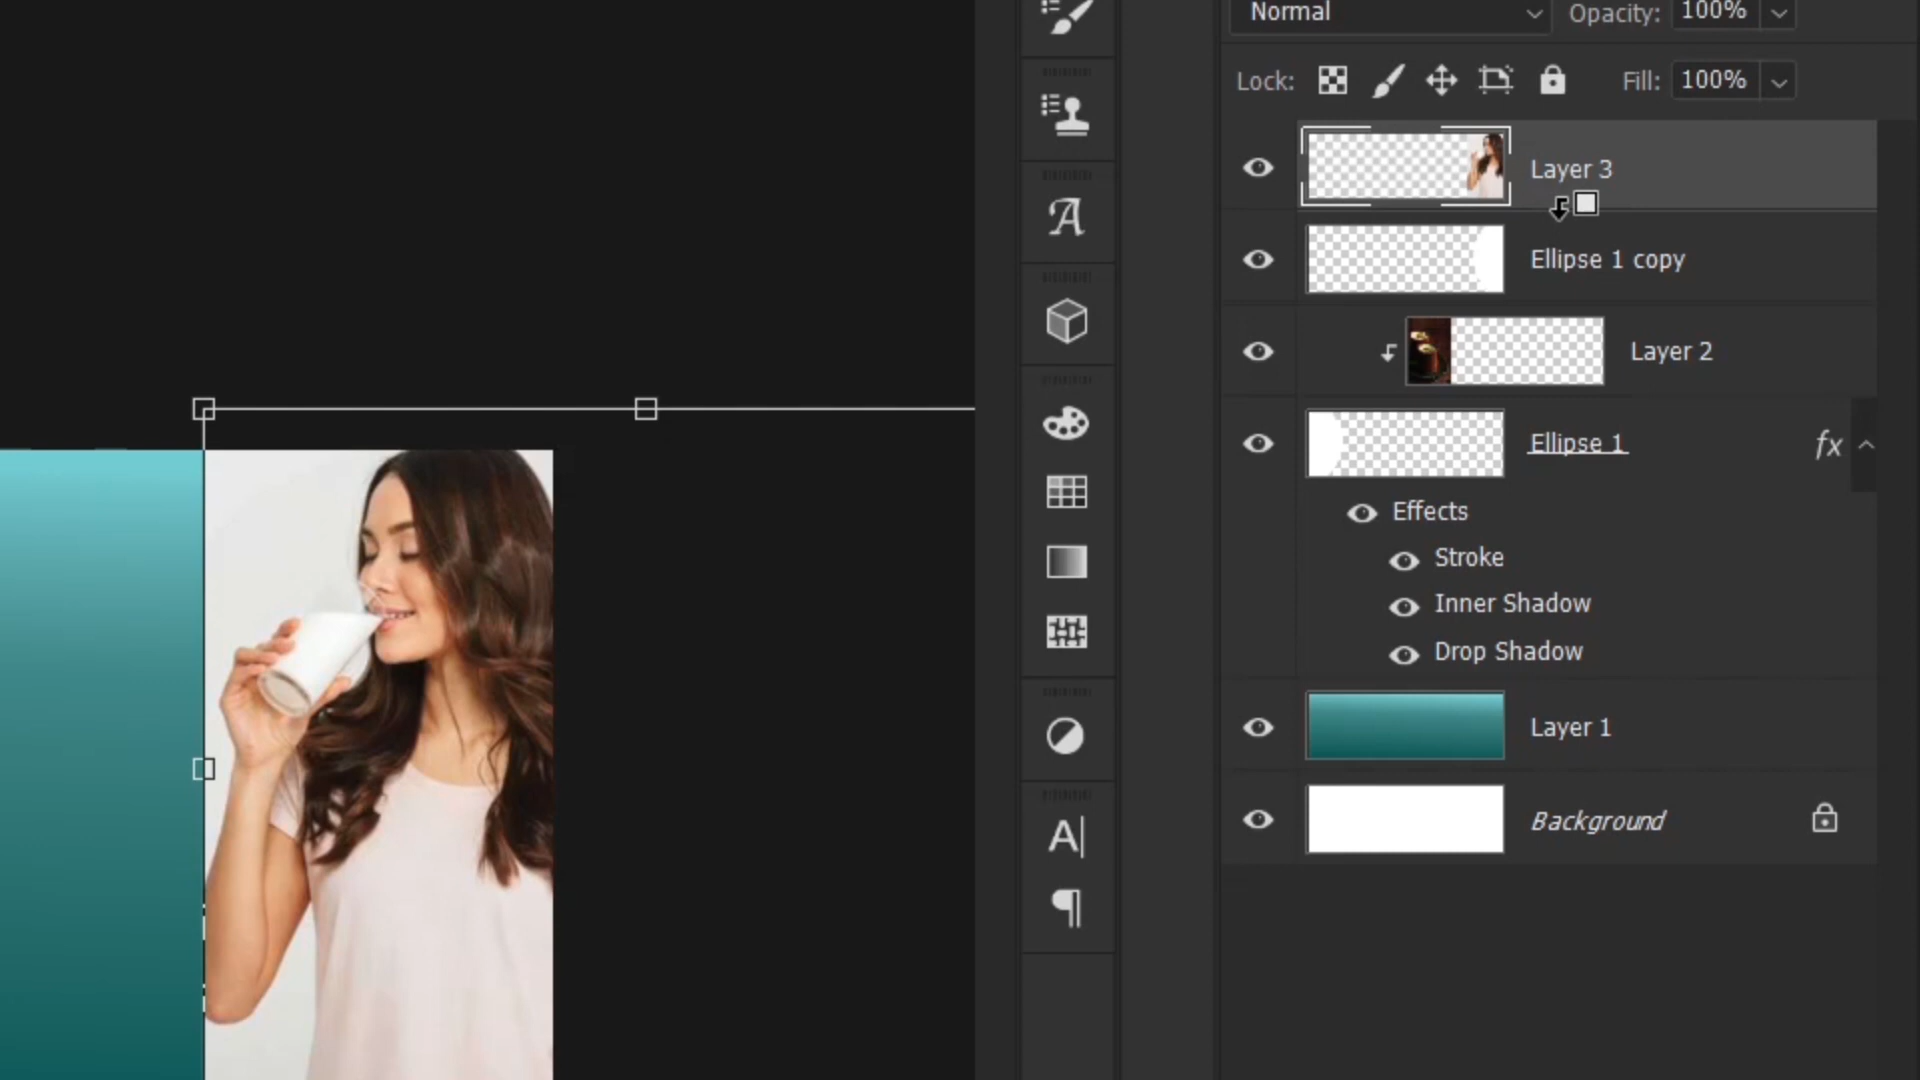 Normal
Opacity: 100%
Lock:
Fill: 100%
Layer 3
Ellipse 1 copy
Layer 2
Ellipse 1
fx
Effects
Stroke
Inner Shadow
Drop Shadow
Layer 1
Background